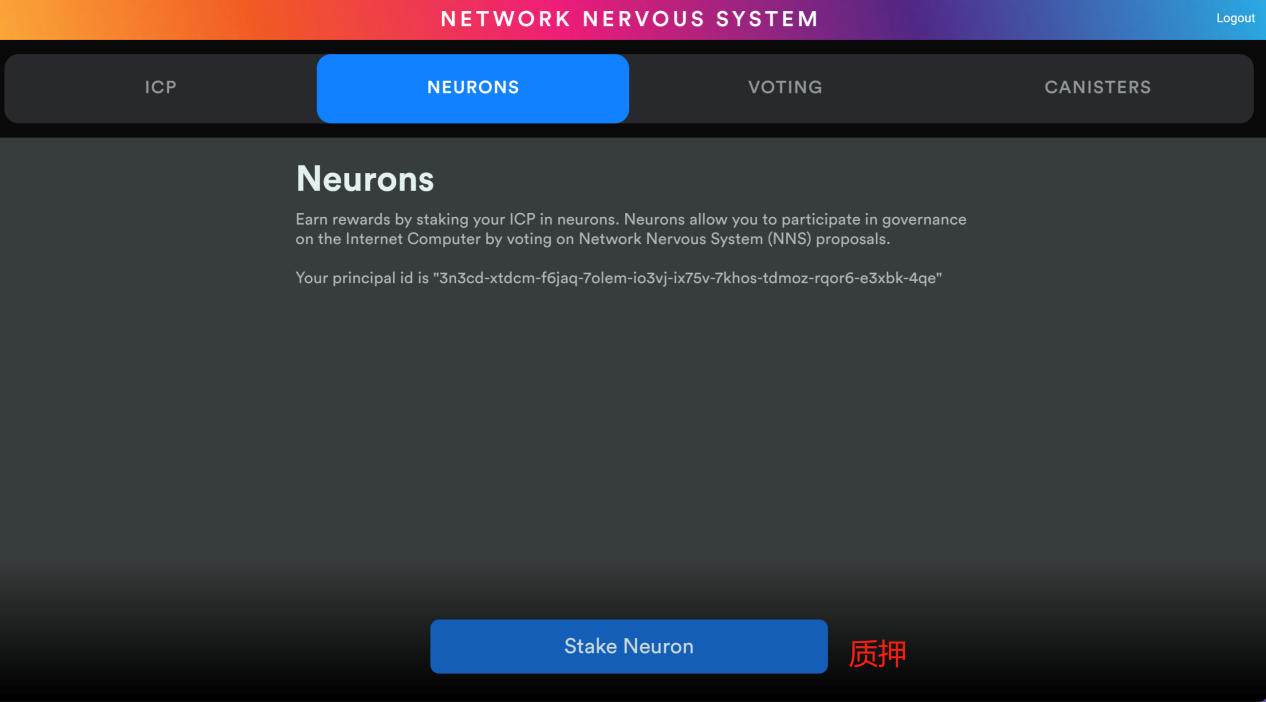 NETWORK NERVOUS SYSTEM
Logout
ICP
NEURONS
VOTING
CANISTERS
Neurons
Earn rewards by staking your ICP in neurons. Neurons allow you to participate in governance
on the Internet Computer by voting on Network Nervous System (NNS) proposals.
Your principal id is "3n3cd-xtdcm-f6jaq-7olem-io3vj-ix75v-7khos-tdmoz-rqor6-e3xbk-4qe"
Stake Neuron
质押